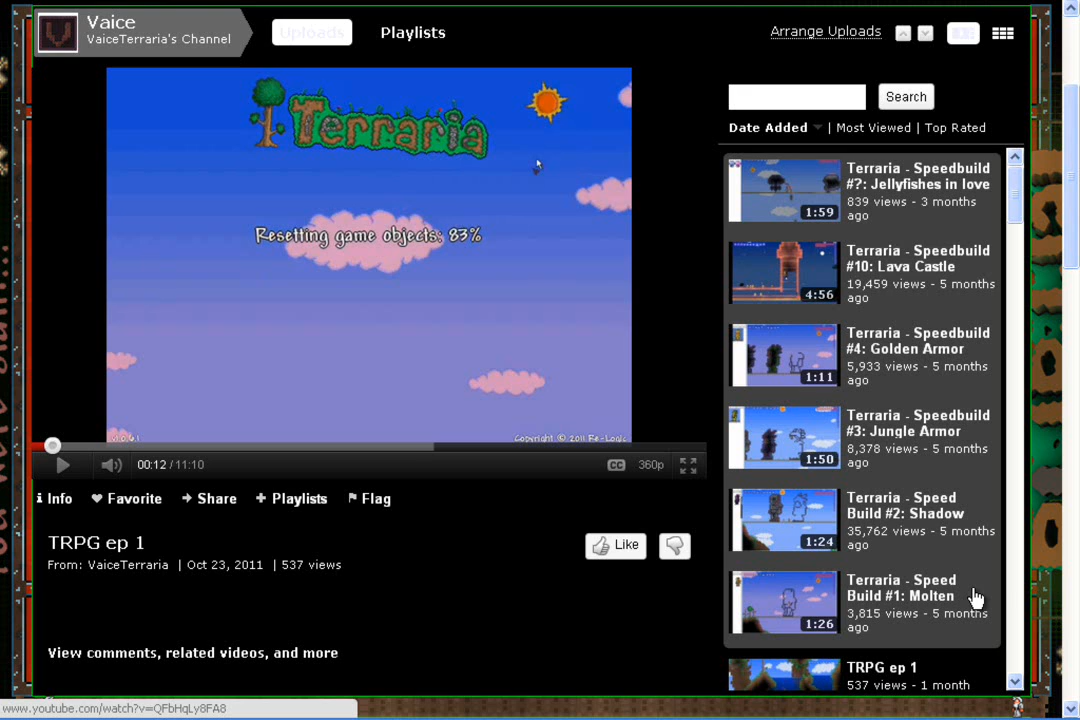 Vaice
VaiceTerraria's Channel
Uploads
Playlists
Arrange Uploads
Search
Date Added | Most Viewed | Top Rated
Terraria
Resetting game objects: 83%
Copyright © 2011 Re-Logic
00:12 / 11:10
CC
360p
Info
Favorite
Share
Playlists
Flag
TRPG ep 1
From: VaiceTerraria | Oct 23, 2011 | 537 views
Like
View comments, related videos, and more
Terraria - Speedbuild
#?: Jellyfishes in love
839 views - 3 months
ago
1:59
Terraria - Speedbuild
#10: Lava Castle
19,459 views - 5 months
ago
4:56
Terraria - Speedbuild
#4: Golden Armor
5,933 views - 5 months
ago
1:11
Terraria - Speedbuild
#3: Jungle Armor
8,378 views - 5 months
ago
1:50
Terraria - Speed
Build #2: Shadow
35,762 views - 5 months
ago
1:24
Terraria - Speed
Build #1: Molten
3,815 views - 5 months
ago
1:26
TRPG ep 1
537 views - 1 month
www.youtube.com/watch?v=QFbHqLy8FA8